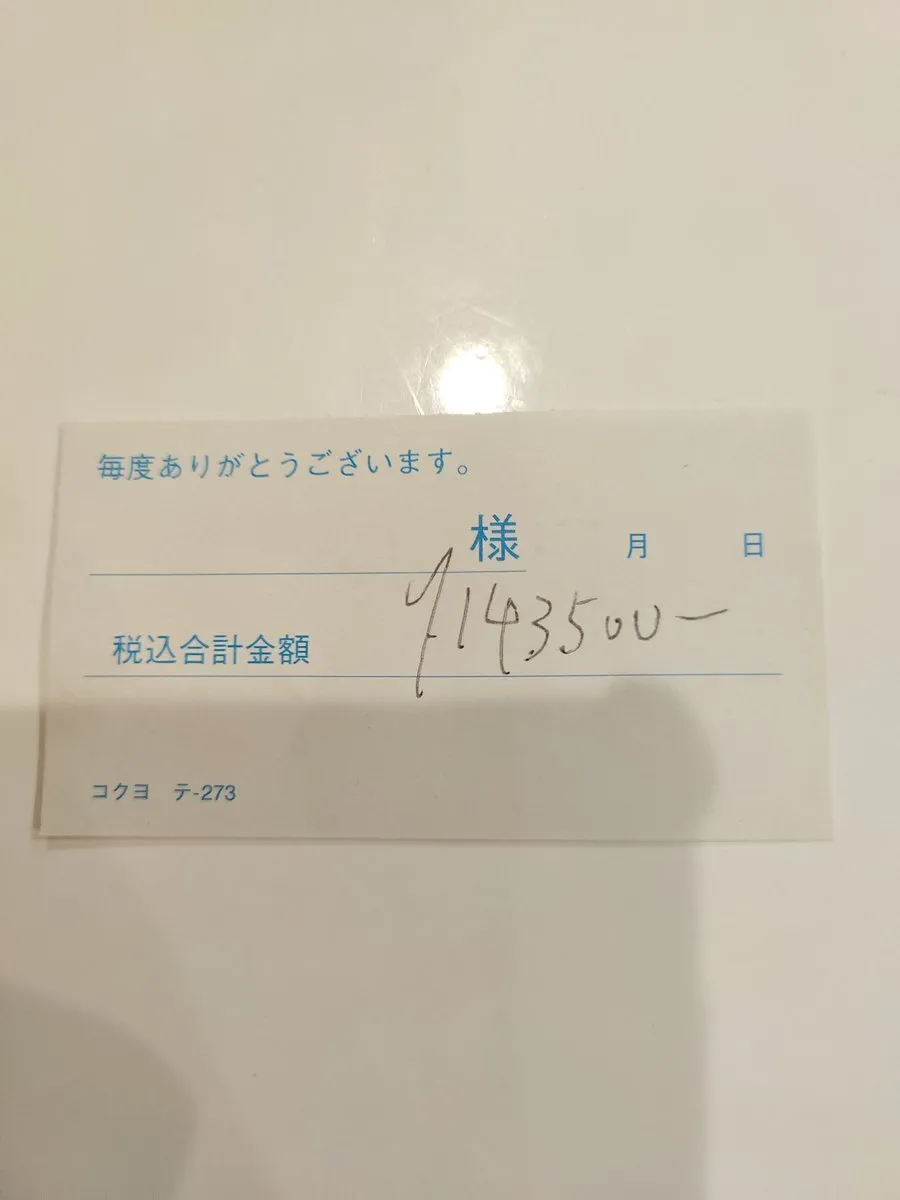 毎度ありがとうございます。
様 月 日
税込合計金額 ¥143500-
コクヨ テ-273